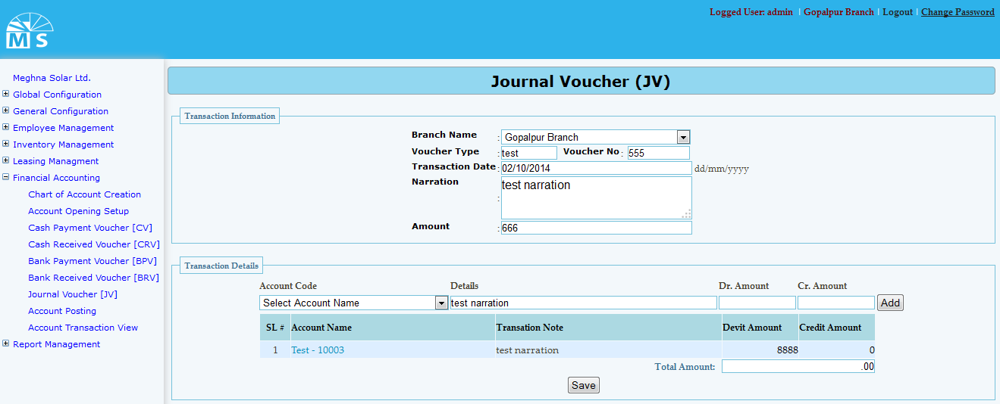 Logged User: admin | Gopalpur Branch | Logout | Change Password
M S
Meghna Solar Ltd.
Global Configuration
General Configuration
Employee Management
Inventory Management
Leasing Managment
Financial Accounting
Chart of Account Creation
Account Opening Setup
Cash Payment Voucher [CV]
Cash Received Voucher [CRV]
Bank Payment Voucher [BPV]
Bank Received Voucher [BRV]
Journal Voucher [JV]
Account Posting
Account Transaction View
Report Management
Journal Voucher (JV)
Transaction Information
Branch Name : Gopalpur Branch
Voucher Type : test Voucher No : 555
Transaction Date : 02/10/2014 dd/mm/yyyy
Narration : test narration
Amount : 666
Transaction Details
Account Code Details Dr. Amount Cr. Amount
Select Account Name test narration Add
SL # Account Name Transation Note Devit Amount Credit Amount
1 Test - 10003 test narration 8888 0
Total Amount: .00
Save